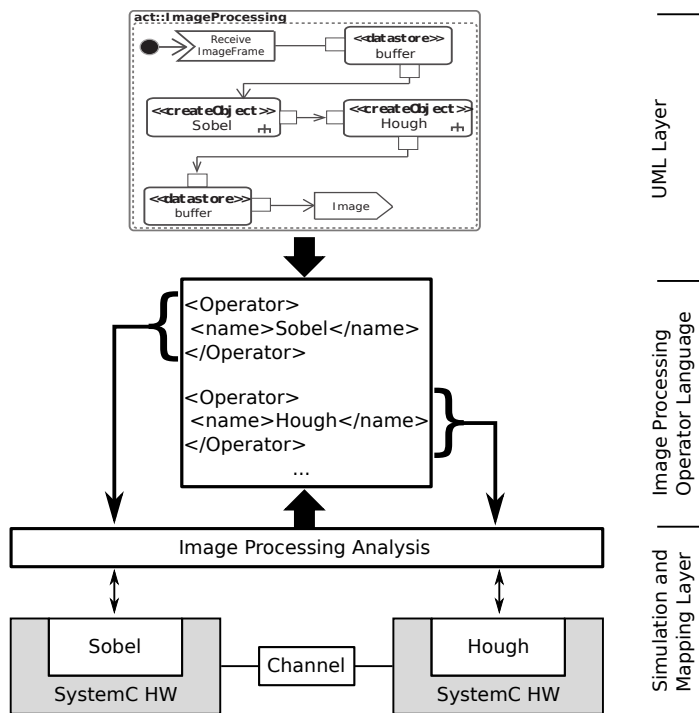 act::ImageProcessing
Receive
ImageFrame
<<datastore>>
buffer
<<createObject>>
Sobel
<<createObject>>
Hough
<<datastore>>
buffer
Image
UML Layer
<Operator>
<name>Sobel</name>
</Operator>
<Operator>
<name>Hough</name>
</Operator>
...
Image Processing
Operator Language
Image Processing Analysis
Sobel
SystemC HW
Channel
Hough
SystemC HW
Simulation and
Mapping Layer